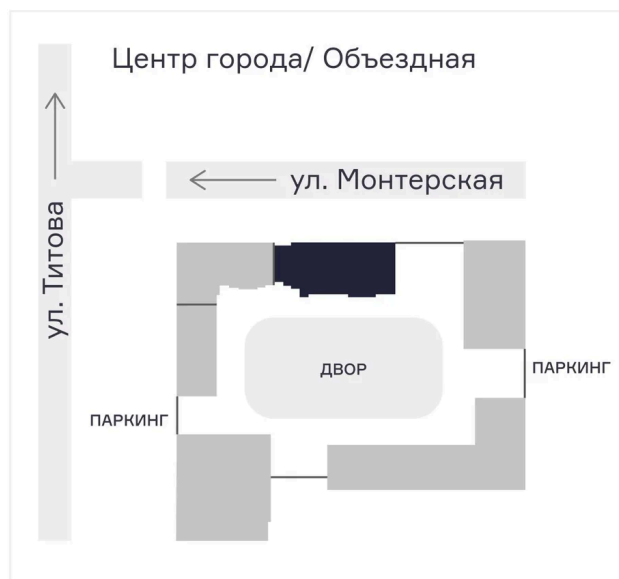 Центр города/ Объездная
ул. Монтерская
ул. Титова
ДВОР
ПАРКИНГ
ПАРКИНГ